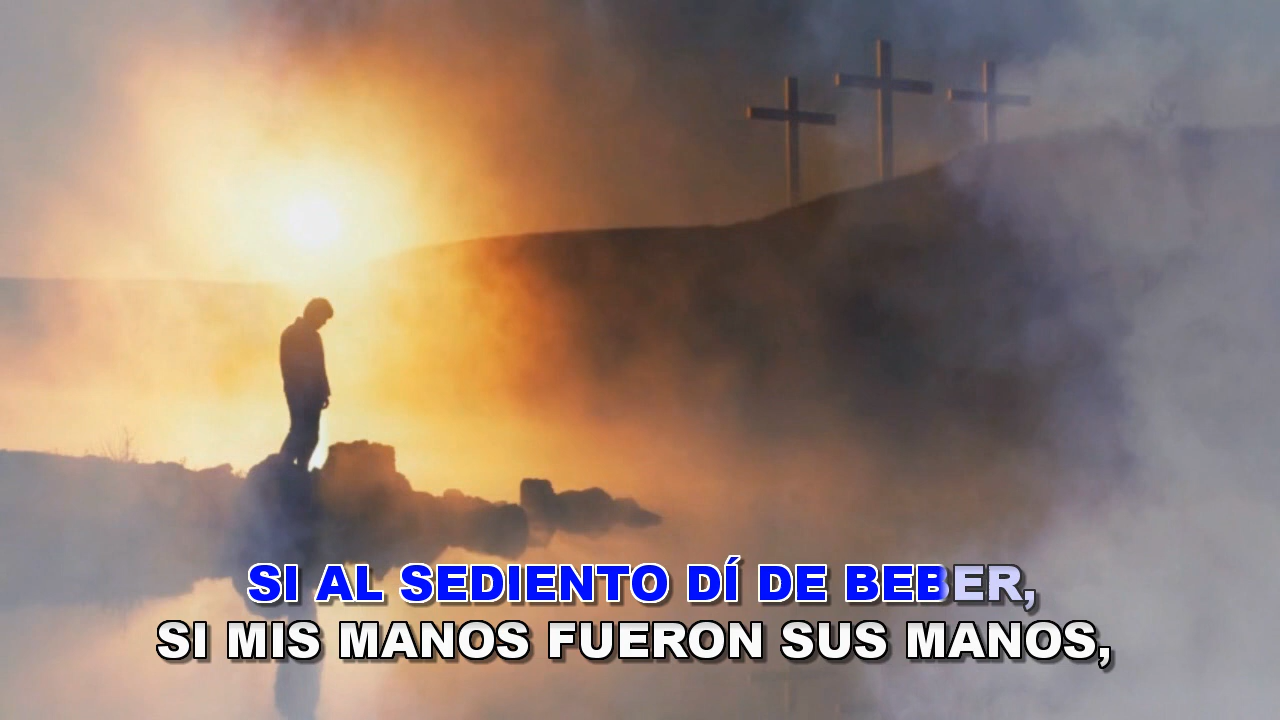 SI AL SEDIENTO DÍ DE BEBER,
SI MIS MANOS FUERON SUS MANOS,